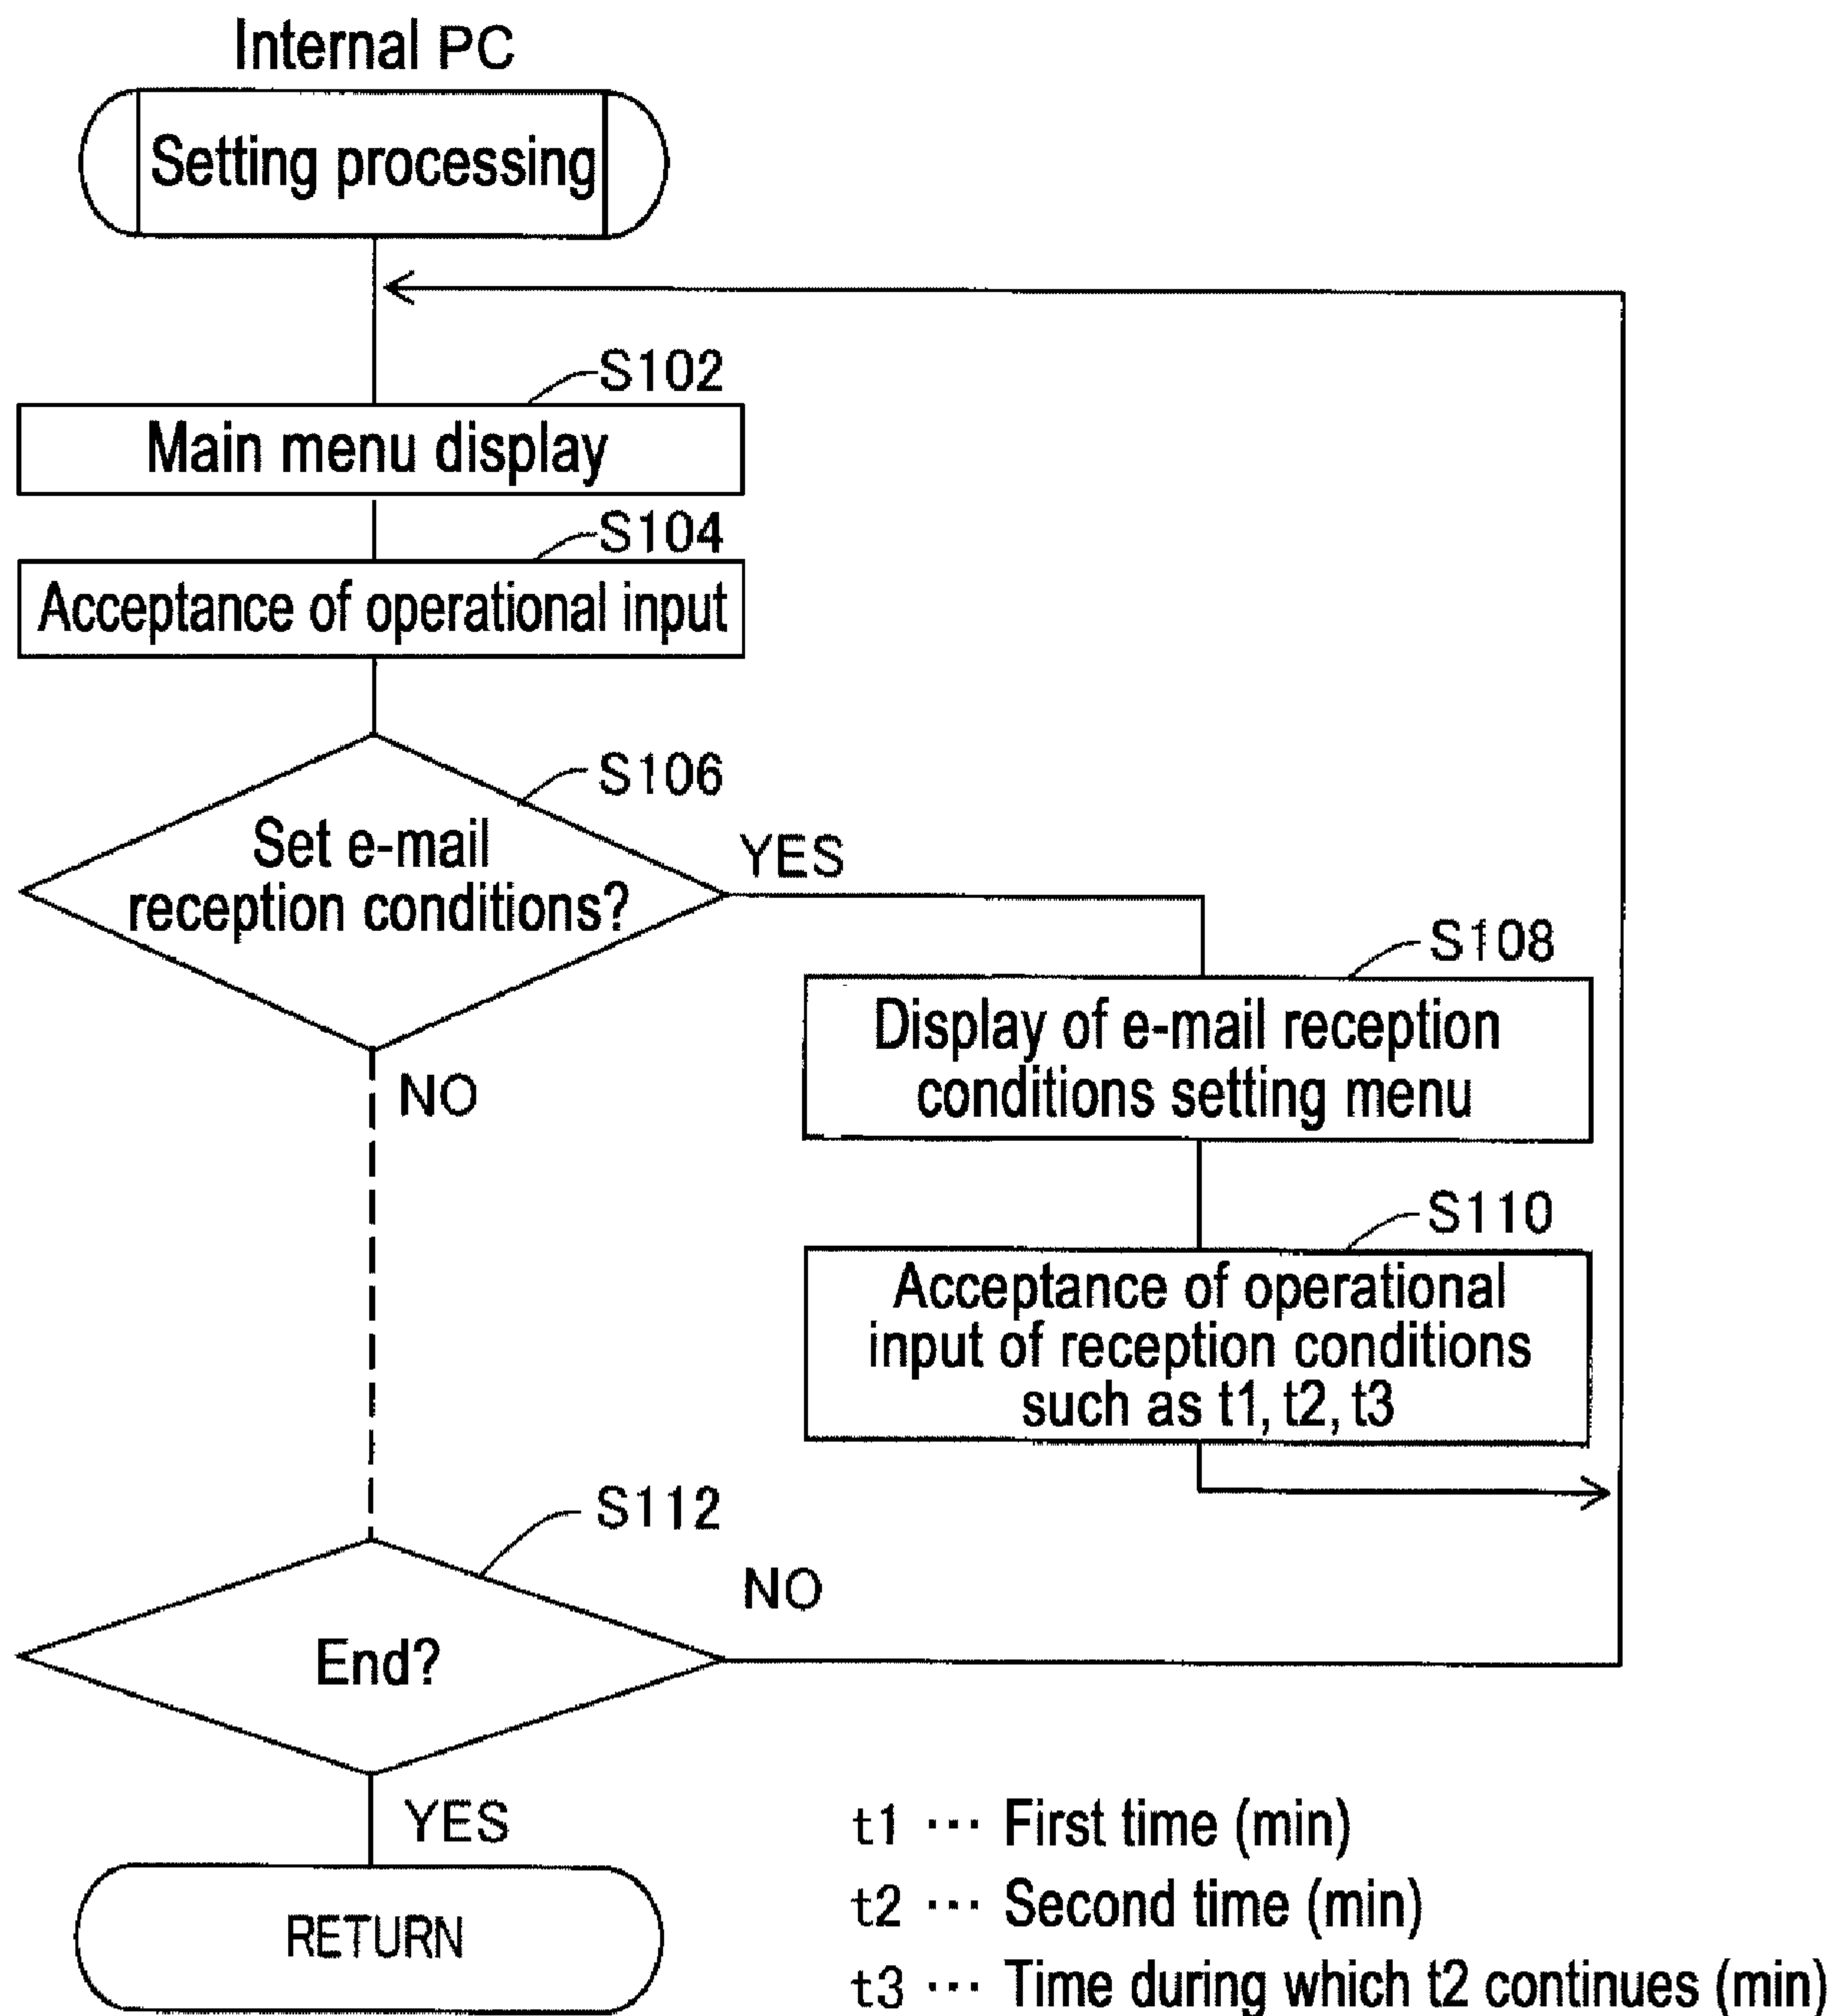 Internal PC
Setting processing
S102
Main menu display
S104
Acceptance of operational input
S106
Set e-mail
reception conditions?
YES
NO
S108
Display of e-mail reception
conditions setting menu
S110
Acceptance of operational
input of reception conditions
such as t1, t2, t3
S112
End?
NO
YES
RETURN
t1 ··· First time (min)
t2 ··· Second time (min)
t3 ··· Time during which t2 continues (min)